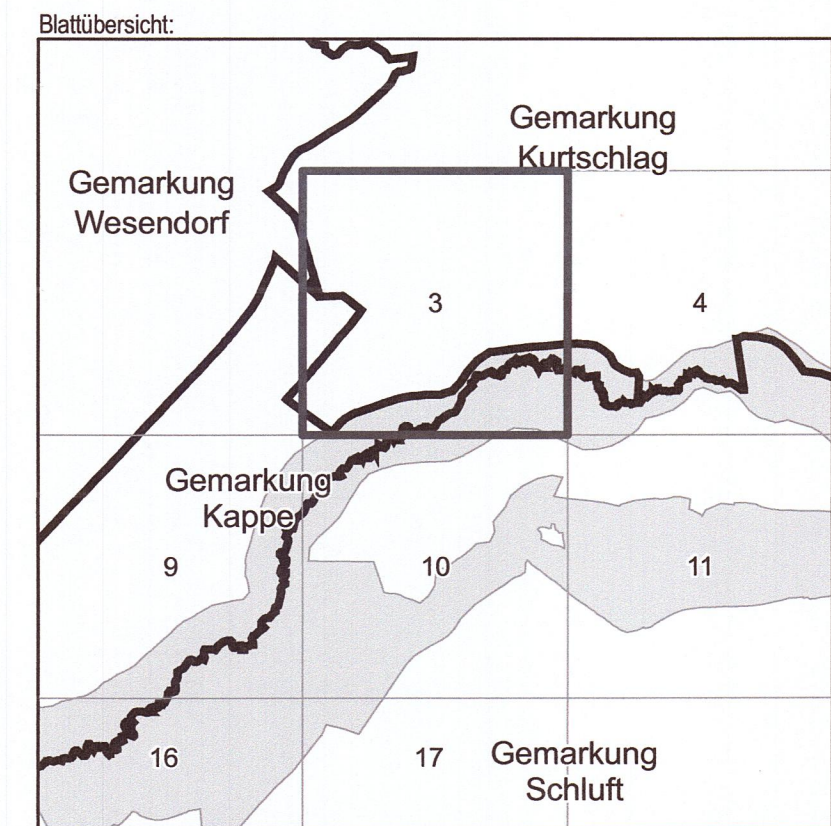 Blattübersicht:
Gemarkung
Kurtschlag
Gemarkung
Wesendorf
3
4
Gemarkung
Kappe
9
10
11
16
17
Gemarkung
Schluft